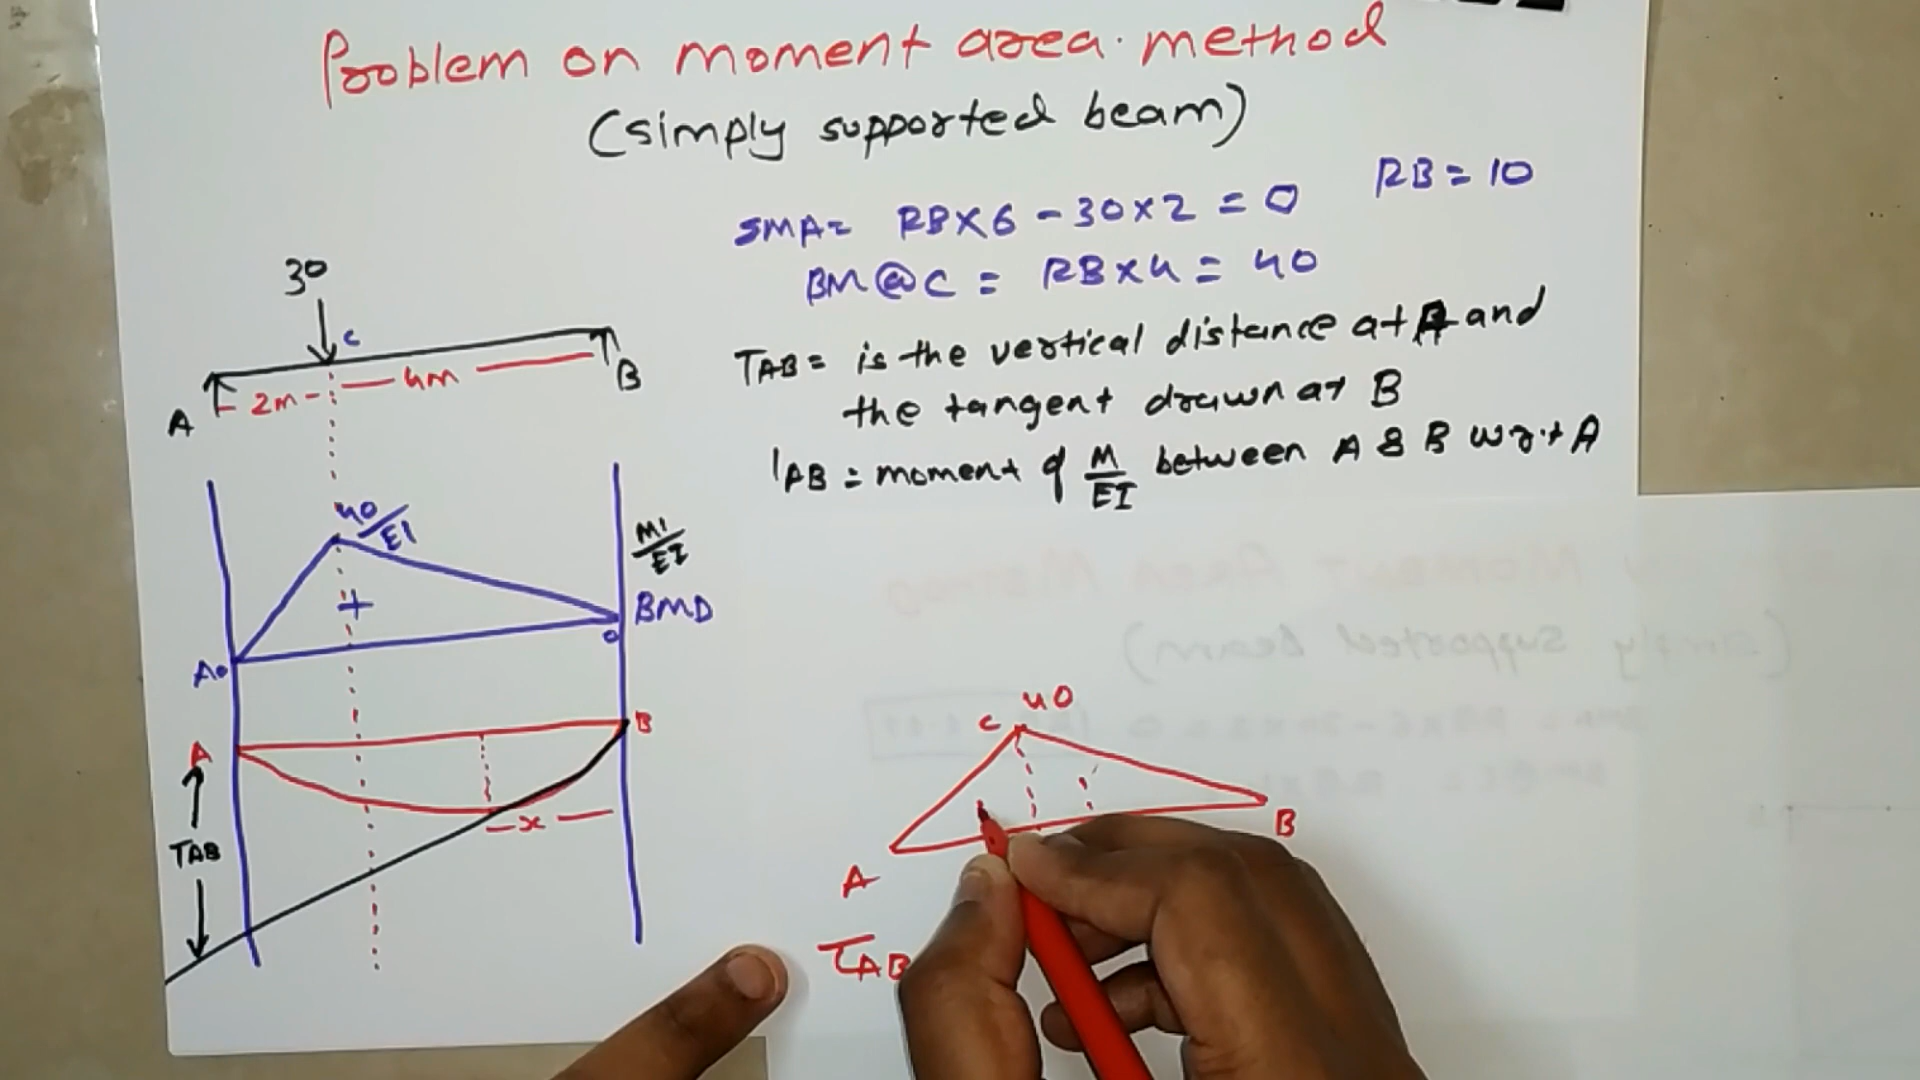 Problem on moment area method
(simply supported beam)
RB = 10
ΣMA= RB×6 - 30×2 = 0
BM@C = RB×4 = 40
30
C
TAB= is the vertical distance at A and
2m 4m
A B
the tangent drawn at B
TAB = moment of M/EI between A & B w.r.t A
40/EI
M/EI
+
BMD
A0 0
C 40
A B
x
TAB
B
A
TAB